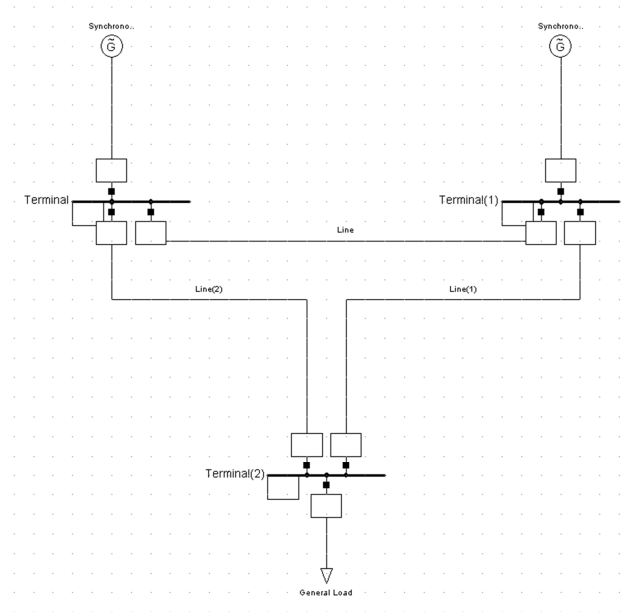 Synchrono..
Synchrono..
G̃
G̃
Terminal
Terminal(1)
Line
Line(2)
Line(1)
Terminal(2)
General Load